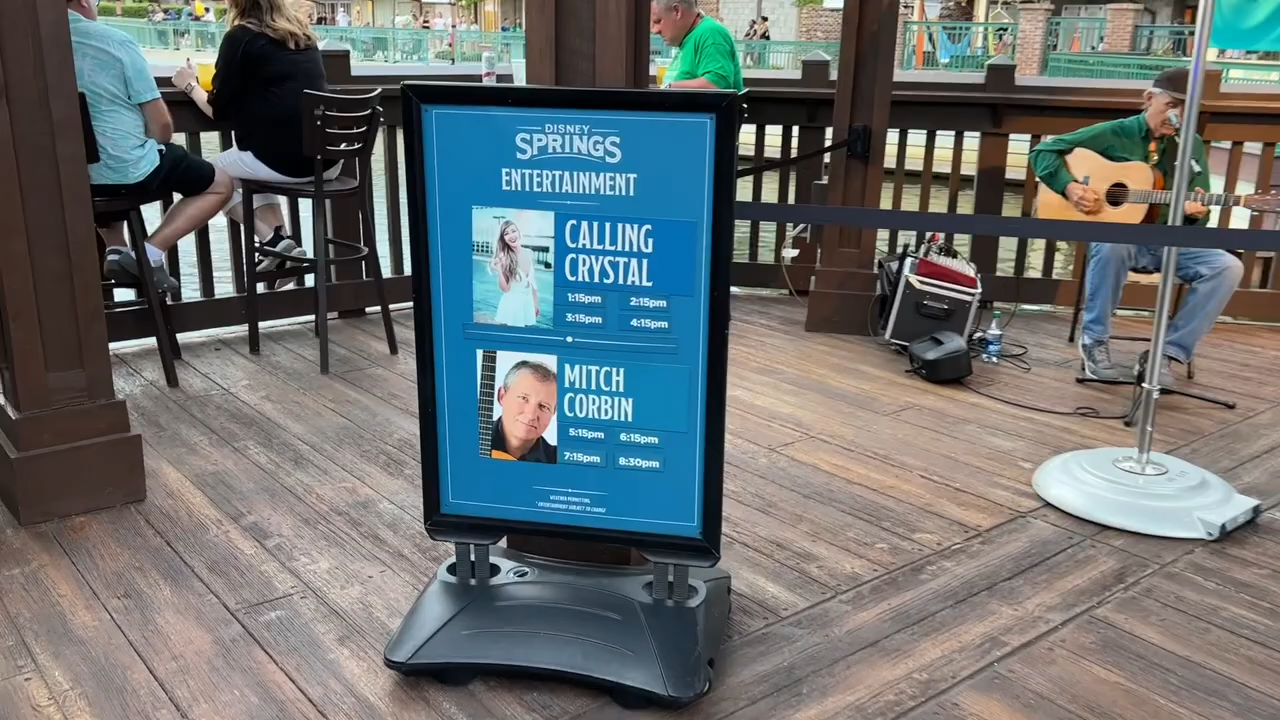 DISNEY
SPRINGS
ENTERTAINMENT
CALLING
CRYSTAL
1:15pm 2:15pm
3:15pm 4:15pm
MITCH
CORBIN
5:15pm 6:15pm
7:15pm 8:30pm
WEATHER PERMITTING.
* ENTERTAINMENT SUBJECT TO CHANGE